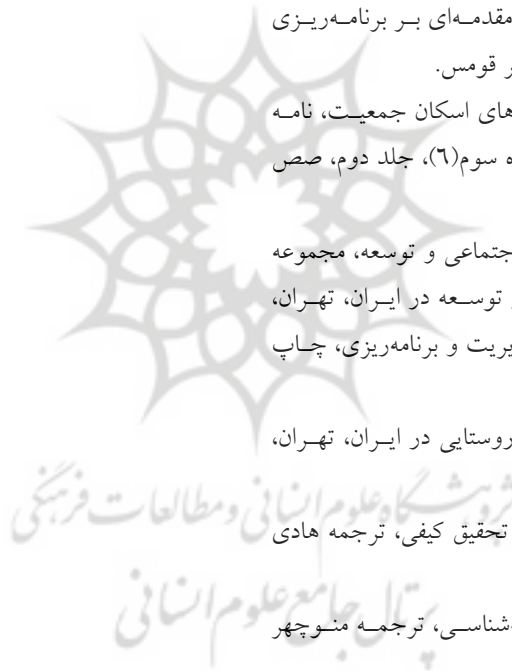 مقدمه‌ای بر برنامه‌ریزی
ر قومس.
های اسکان جمعیت، نامه
ه سوم(٦)، جلد دوم، صص
جتماعی و توسعه، مجموعه
توسعه در ایران، تهران،
یریت و برنامه‌ریزی، چاپ
روستایی در ایران، تهران،
پژوهشگاه علوم انسانی و مطالعات فرهنگی
تحقیق کیفی، ترجمه هادی
پرتال جامع علوم انسانی
‌شناسی، ترجمه منوچهر